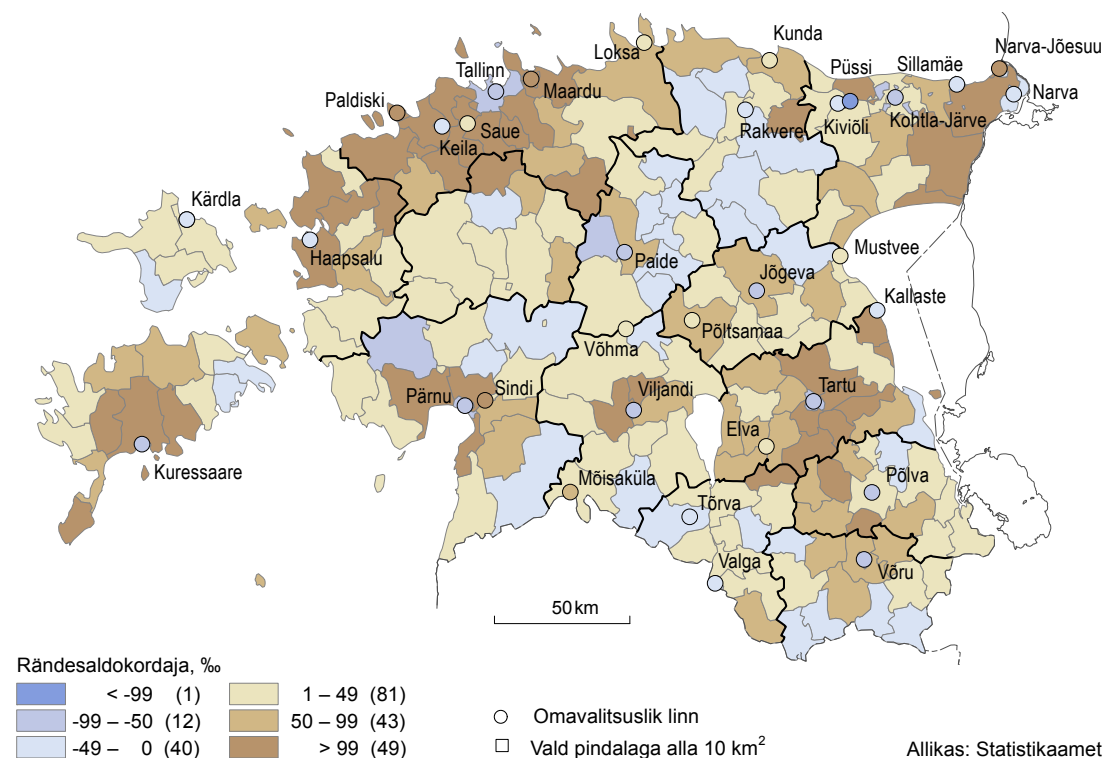 Kunda
Narva-Jõesuu
Loksa
Püssi
Sillamäe
Tallinn
Maardu
Narva
Paldiski
Saue
Rakvere
Kiviõli
Kohtla-Järve
Keila
Kärdla
Haapsalu
Paide
Mustvee
Jõgeva
Kallaste
Põltsamaa
Võhma
Pärnu
Sindi
Viljandi
Tartu
Elva
Kuressaare
Mõisaküla
Põlva
Tõrva
Valga
Võru
50 km
Rändesaldokordaja, ‰
< -99 (1)
-99 – -50 (12)
-49 – 0 (40)
1 – 49 (81)
50 – 99 (43)
> 99 (49)
Omavalitsuslik linn
Vald pindalaga alla 10 km²
Allikas: Statistikaamet